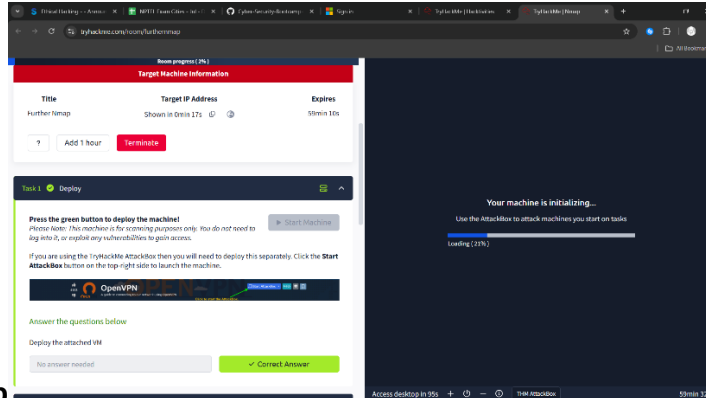 NPTEL Exam Cities
Cyber-Security-Bootcamp
Sign in
TryHackMe | Hacktivities
TryHackMe | Nmap
tryhackme.com/room/furthernmap
All Bookmarks
Room progress ( 2% )
Target Machine Information
Title Target IP Address Expires
Further Nmap Shown in 0min 17s 59min 10s
? Add 1 hour Terminate
Task 1 Deploy
Press the green button to deploy the machine!
Please Note: This machine is for scanning purposes only. You do not need to
log into it, or exploit any vulnerabilities to gain access.
Start Machine
If you are using the TryHackMe AttackBox then you will need to deploy this separately. Click the Start
AttackBox button on the top-right side to launch the machine.
OpenVPN
Answer the questions below
Deploy the attached VM
No answer needed
Correct Answer
Your machine is initializing...
Use the AttackBox to attack machines you start on tasks
Loading ( 21% )
Access desktop in 95s
THM AttackBox